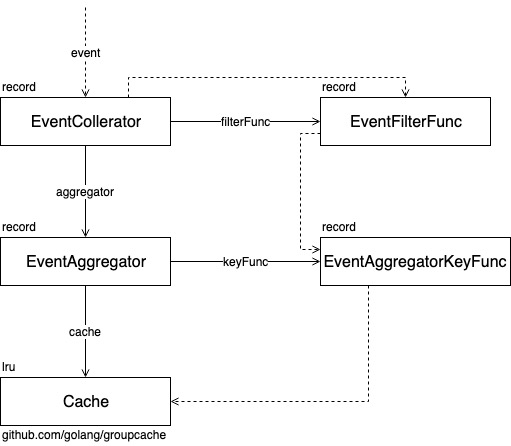 event
record
record
EventCollerator
filterFunc
EventFilterFunc
aggregator
record
record
EventAggregator
keyFunc
EventAggregatorKeyFunc
cache
lru
Cache
github.com/golang/groupcache